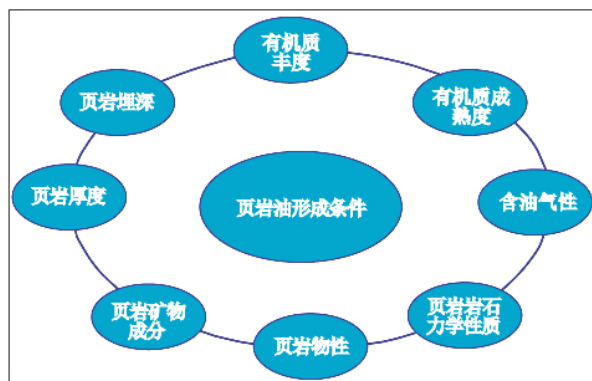 有机质
丰度
页岩埋深
有机质成
熟度
页岩厚度
页岩油形成条件
含油气性
页岩矿物
成分
页岩岩石
力学性质
页岩物性